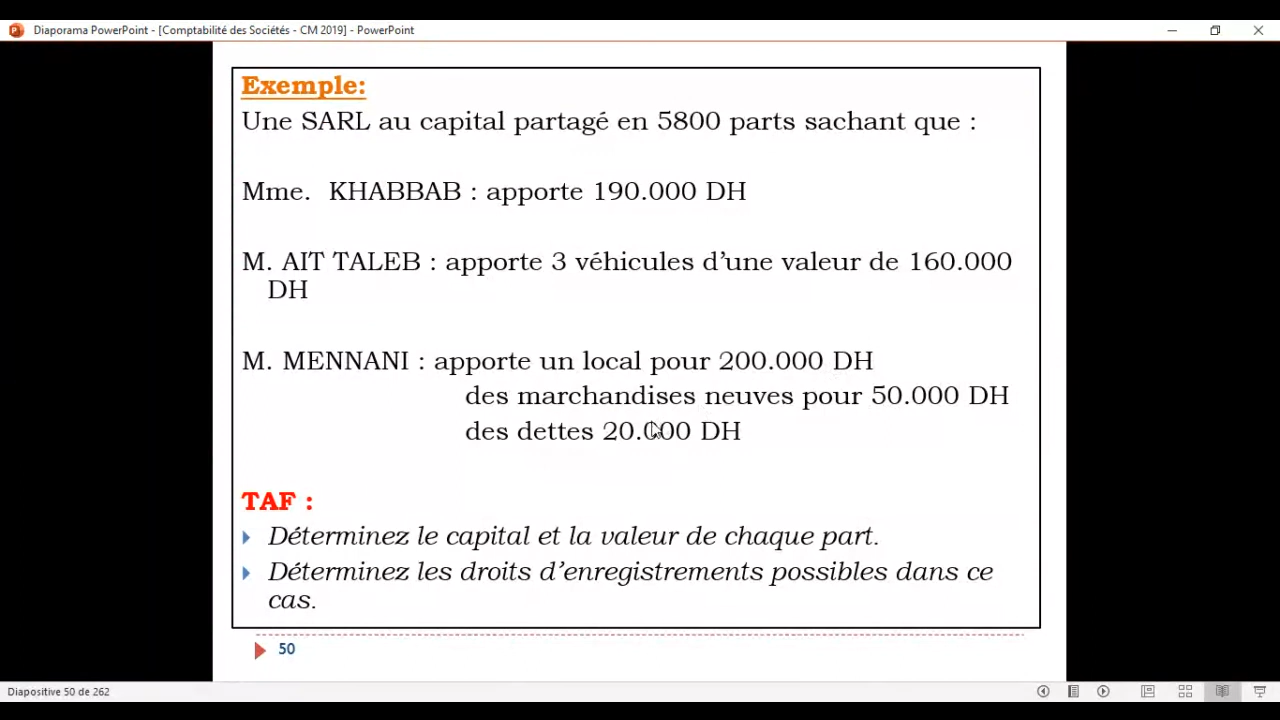 Diaporama PowerPoint - [Comptabilité des Sociétés - CM 2019] - PowerPoint
Exemple:
Une SARL au capital partagé en 5800 parts sachant que :
Mme. KHABBAB : apporte 190.000 DH
M. AIT TALEB : apporte 3 véhicules d’une valeur de 160.000
DH
M. MENNANI : apporte un local pour 200.000 DH
des marchandises neuves pour 50.000 DH
des dettes 20.000 DH
TAF :
Déterminez le capital et la valeur de chaque part.
Déterminez les droits d’enregistrements possibles dans ce
cas.
50
Diapositive 50 de 262